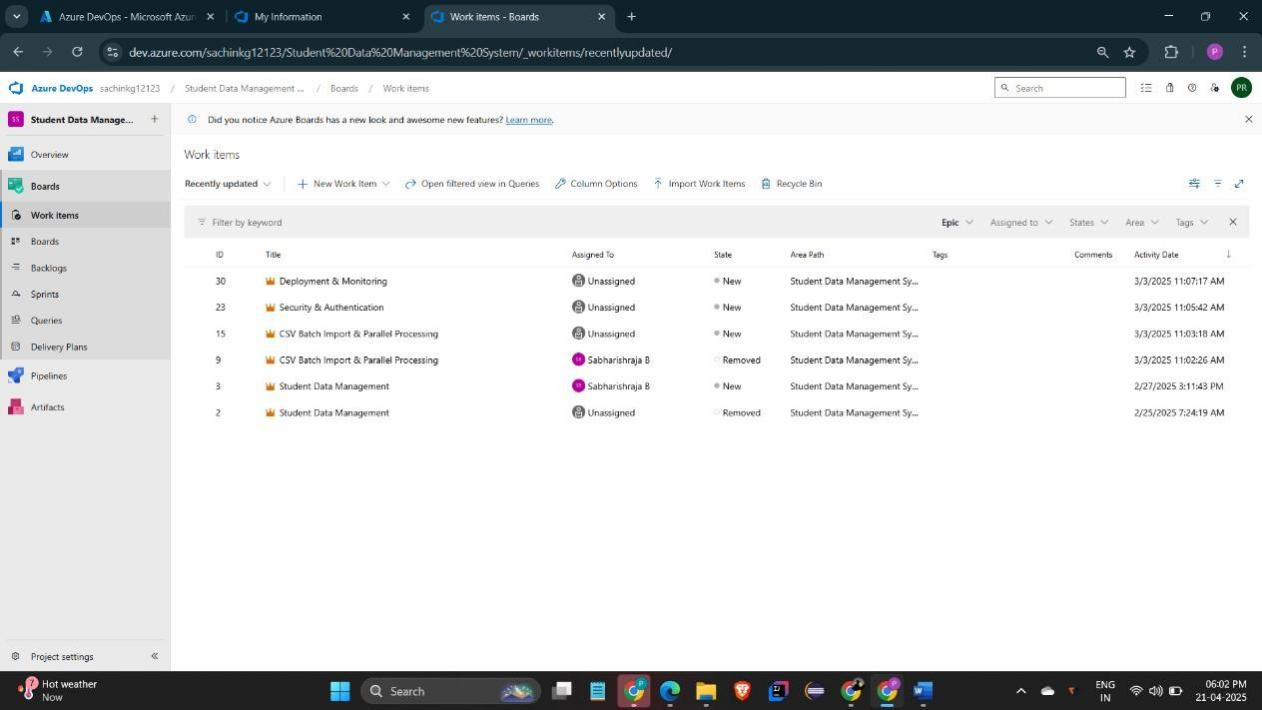 Azure DevOps - Microsoft Azur
My Information
Work items - Boards
dev.azure.com/sachinkg12123/Student%20Data%20Management%20System/_workitems/recentlyupdated/
P
Azure DevOps sachinkg12123 / Student Data Management ... / Boards / Work items
Search
PR
SS Student Data Manage... +
Did you notice Azure Boards has a new look and awesome new features? Learn more.
Overview
Boards
Work items
Boards
Backlogs
Sprints
Queries
Delivery Plans
Pipelines
Artifacts
Project settings
Work items
Recently updated New Work Item Open filtered view in Queries Column Options Import Work Items Recycle Bin
Filter by keyword Epic Assigned to States Area Tags
ID Title Assigned To State Area Path Tags Comments Activity Date
30 Deployment & Monitoring Unassigned New Student Data Management Sy... 3/3/2025 11:07:17 AM
23 Security & Authentication Unassigned New Student Data Management Sy... 3/3/2025 11:05:42 AM
15 CSV Batch Import & Parallel Processing Unassigned New Student Data Management Sy... 3/3/2025 11:03:18 AM
9 CSV Batch Import & Parallel Processing Sabharishraja B Removed Student Data Management Sy... 3/3/2025 11:02:26 AM
3 Student Data Management Sabharishraja B New Student Data Management Sy... 2/27/2025 3:11:43 PM
2 Student Data Management Unassigned Removed Student Data Management Sy... 2/25/2025 7:24:19 AM
7 Hot weather
Now
Search
ENG
IN
06:02 PM
21-04-2025